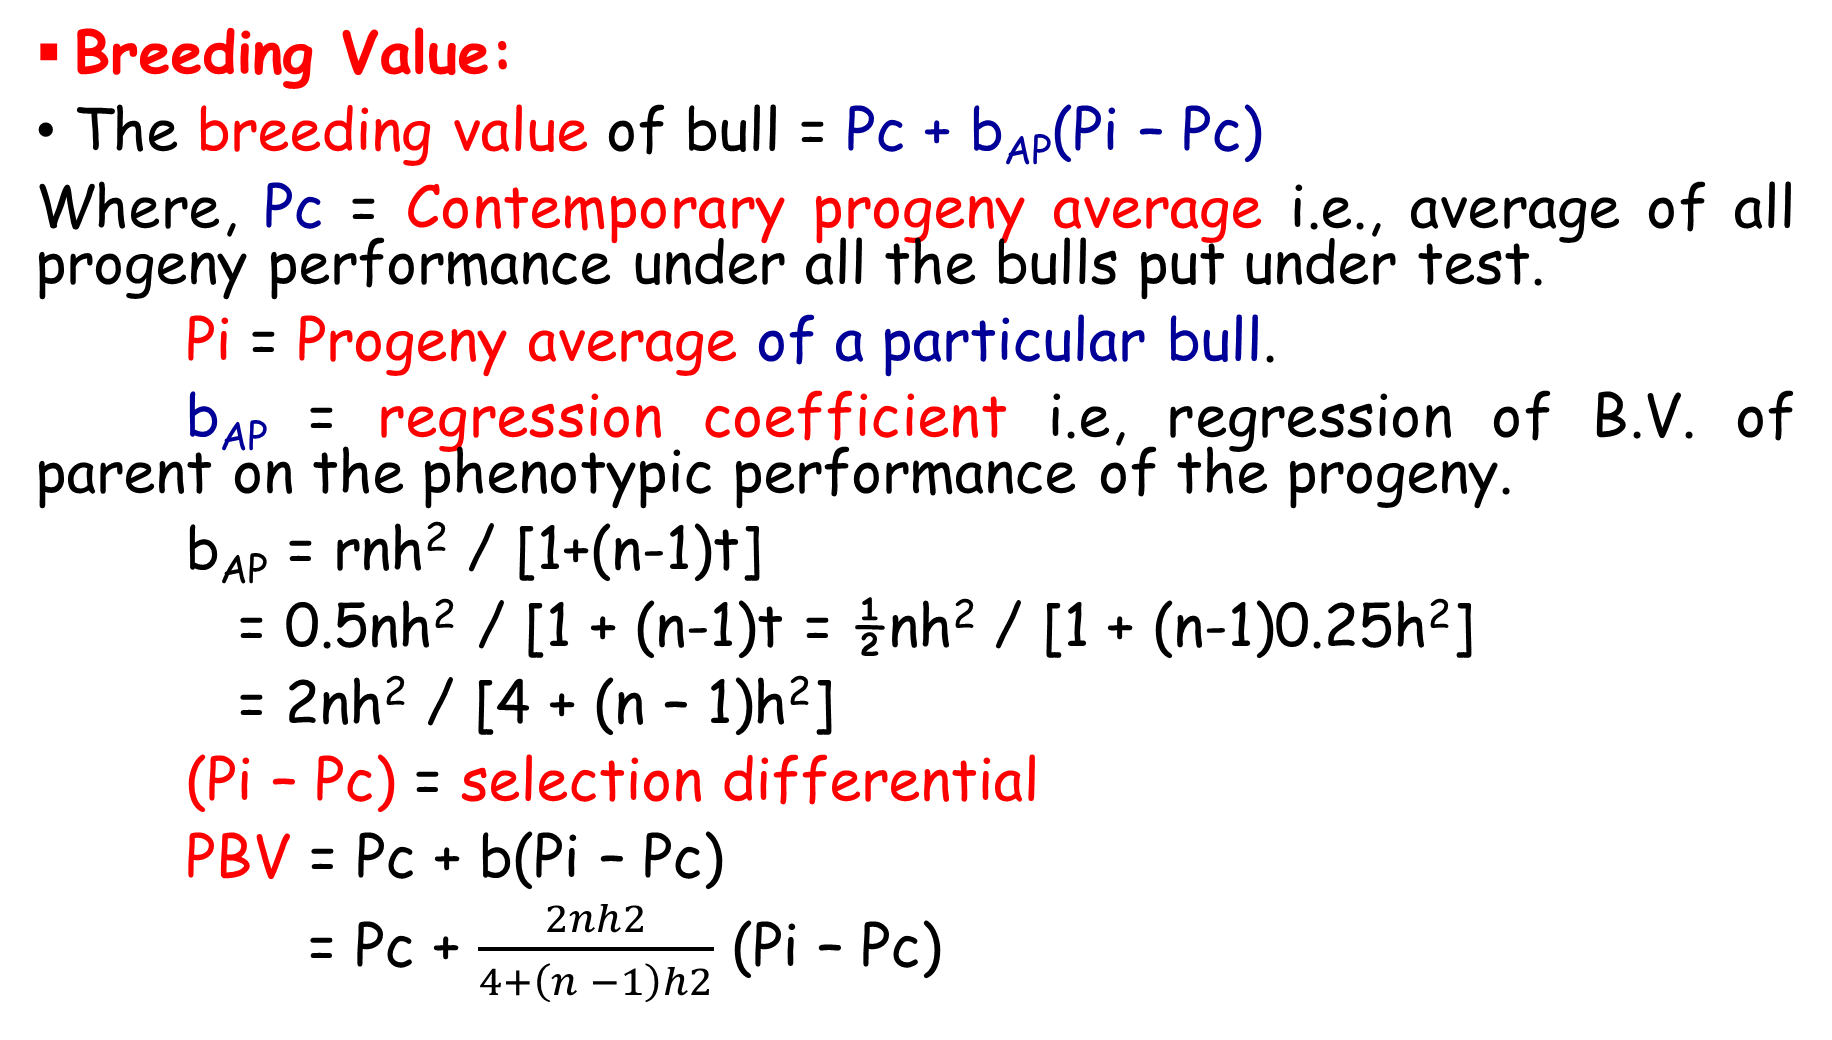 ▪ Breeding Value:
• The breeding value of bull = Pc + b_AP(Pi – Pc)
Where, Pc = Contemporary progeny average i.e., average of all
progeny performance under all the bulls put under test.
Pi = Progeny average of a particular bull.
b_AP = regression coefficient i.e, regression of B.V. of
parent on the phenotypic performance of the progeny.
b_AP = rnh² / [1+(n-1)t]
= 0.5nh² / [1 + (n-1)t = ½nh² / [1 + (n-1)0.25h²]
= 2nh² / [4 + (n – 1)h²]
(Pi – Pc) = selection differential
PBV = Pc + b(Pi – Pc)
= Pc + 2nh2 / 4+(n −1)h2 (Pi – Pc)